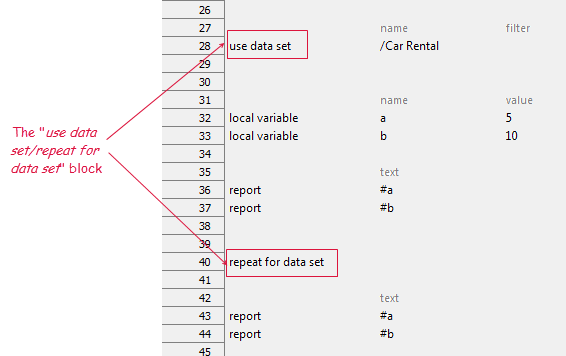 26
27 name filter
28 use data set /Car Rental
29
30
31 name value
32 local variable a 5
33 local variable b 10
34
35 text
36 report #a
37 report #b
38
39
40 repeat for data set
41
42 text
43 report #a
44 report #b
45
The "use data
set/repeat for
data set" block